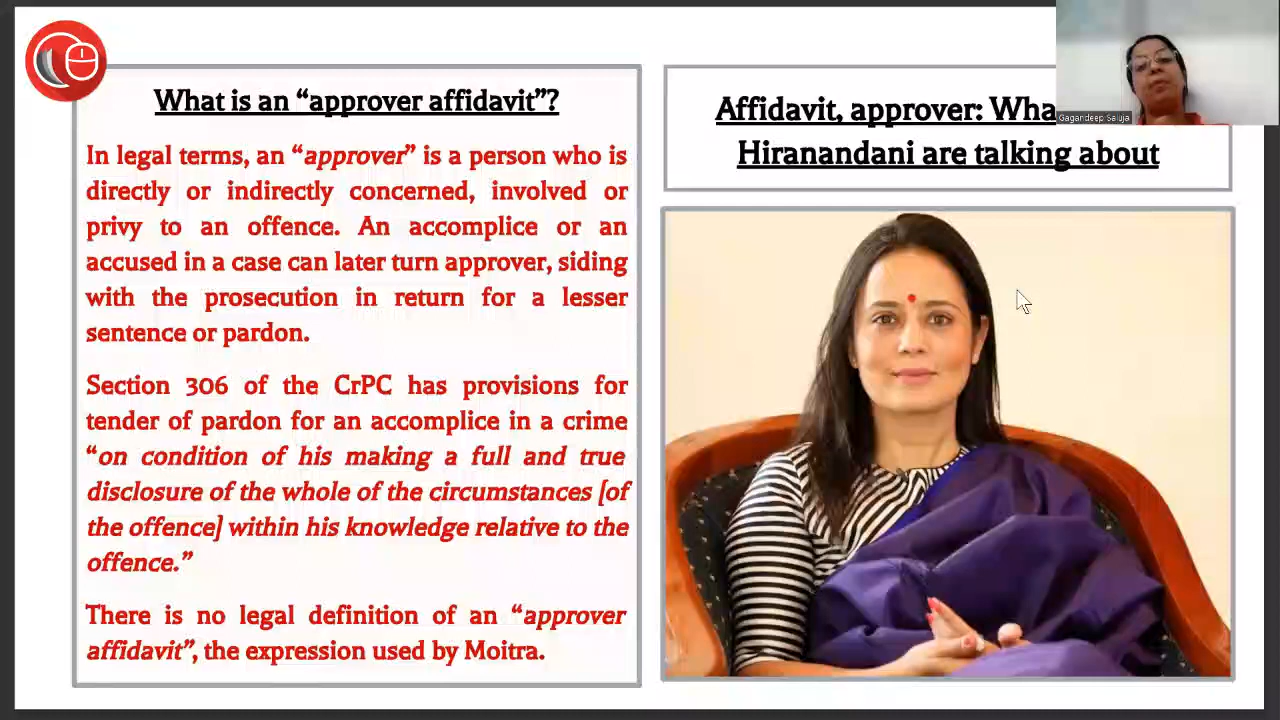 What is an “approver affidavit”?
In legal terms, an “approver” is a person who is
directly or indirectly concerned, involved or
privy to an offence. An accomplice or an
accused in a case can later turn approver, siding
with the prosecution in return for a lesser
sentence or pardon.
Section 306 of the CrPC has provisions for
tender of pardon for an accomplice in a crime
“on condition of his making a full and true
disclosure of the whole of the circumstances [of
the offence] within his knowledge relative to the
offence.”
There is no legal definition of an “approver
affidavit”, the expression used by Moitra.
Affidavit, approver:
Hiranandani are talking about
Gagandeep Saluja